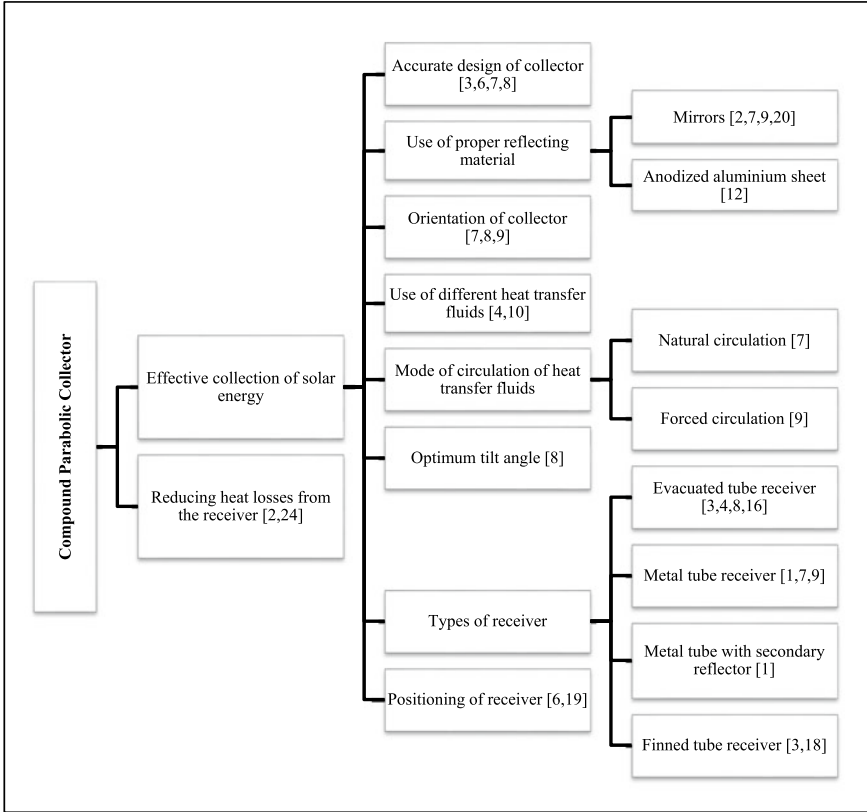 Compound Parabolic Collector
Effective collection of solar
energy
Reducing heat losses from
the receiver [2,24]
Accurate design of collector
[3,6,7,8]
Use of proper reflecting
material
Orientation of collector
[7,8,9]
Use of different heat transfer
fluids [4,10]
Mode of circulation of heat
transfer fluids
Optimum tilt angle [8]
Types of receiver
Positioning of receiver [6,19]
Mirrors [2,7,9,20]
Anodized aluminium sheet
[12]
Natural circulation [7]
Forced circulation [9]
Evacuated tube receiver
[3,4,8,16]
Metal tube receiver [1,7,9]
Metal tube with secondary
reflector [1]
Finned tube receiver [3,18]